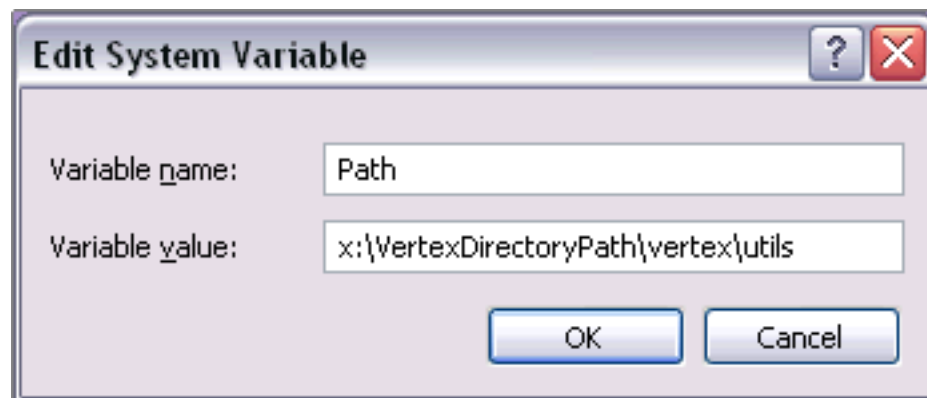 Edit System Variable
?
Variable name: Path
Variable value: x:\VertexDirectoryPath\vertex\utils
OK Cancel